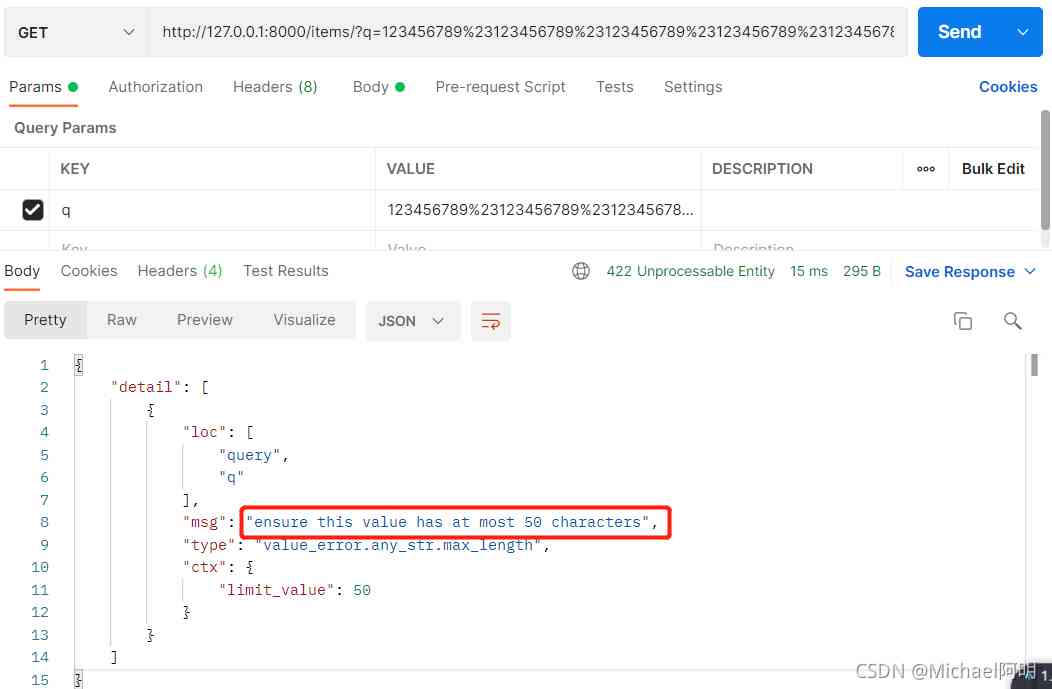 GET http://127.0.0.1:8000/items/?q=123456789%23123456789%23123456789%23123456789%2312345678 Send
Params Authorization Headers (8) Body Pre-request Script Tests Settings Cookies
Query Params
KEY VALUE DESCRIPTION ooo Bulk Edit
q 123456789%23123456789%2312345678...
Key Value Description
Body Cookies Headers (4) Test Results 422 Unprocessable Entity 15 ms 295 B Save Response
Pretty Raw Preview Visualize JSON
1 {
2 "detail": [
3 {
4 "loc": [
5 "query",
6 "q"
7 ],
8 "msg": "ensure this value has at most 50 characters",
9 "type": "value_error.any_str.max_length",
10 "ctx": {
11 "limit_value": 50
12 }
13 }
14 ]
15 }
CSDN @Michael阿明